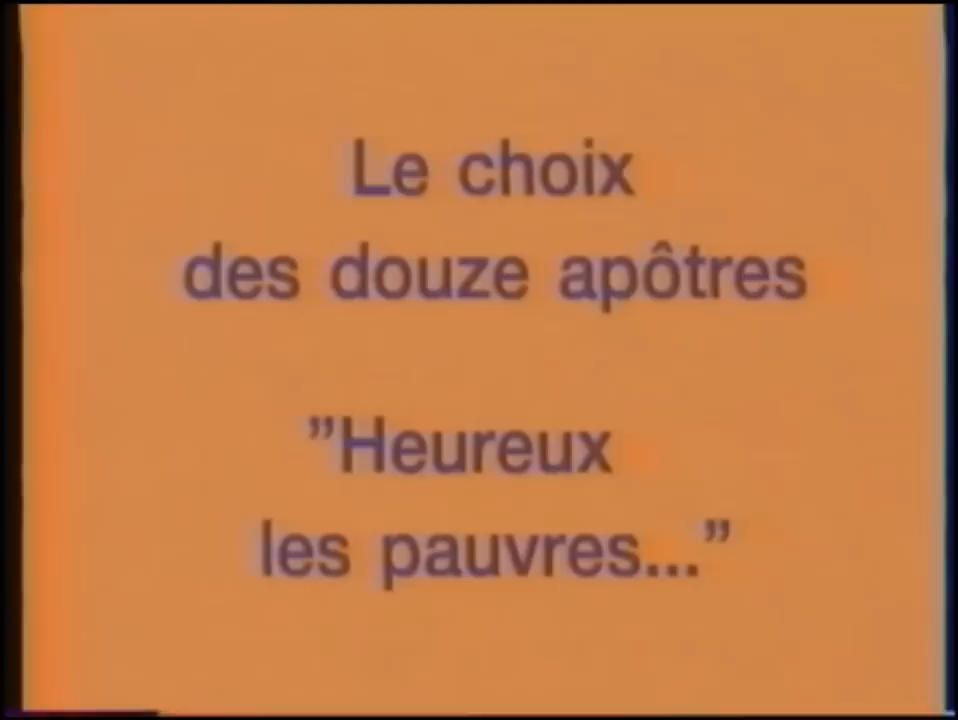 Le choix
des douze apôtres
”Heureux
les pauvres...”